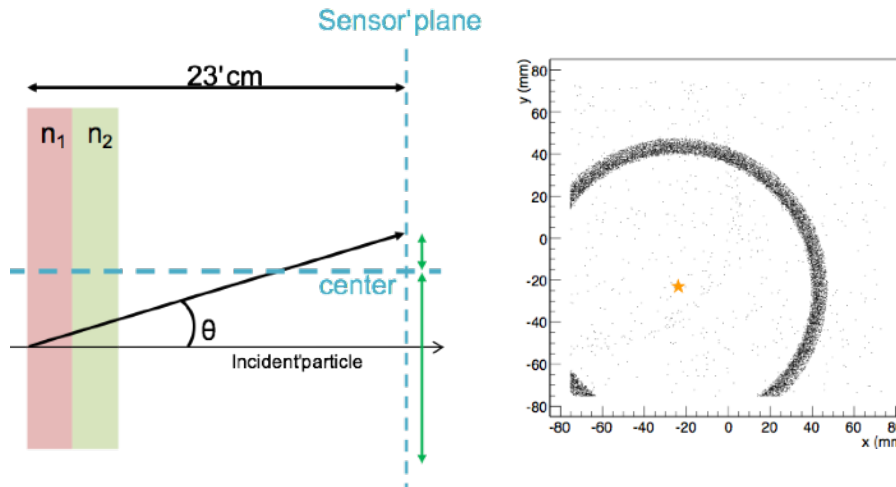 Sensor'plane
23'cm
n₁ n₂
center
θ
Incident'particle
y (mm)
80
60
40
20
0
-20
-40
-60
-80
-80 -60 -40 -20 0 20 40 60 80
x (mm